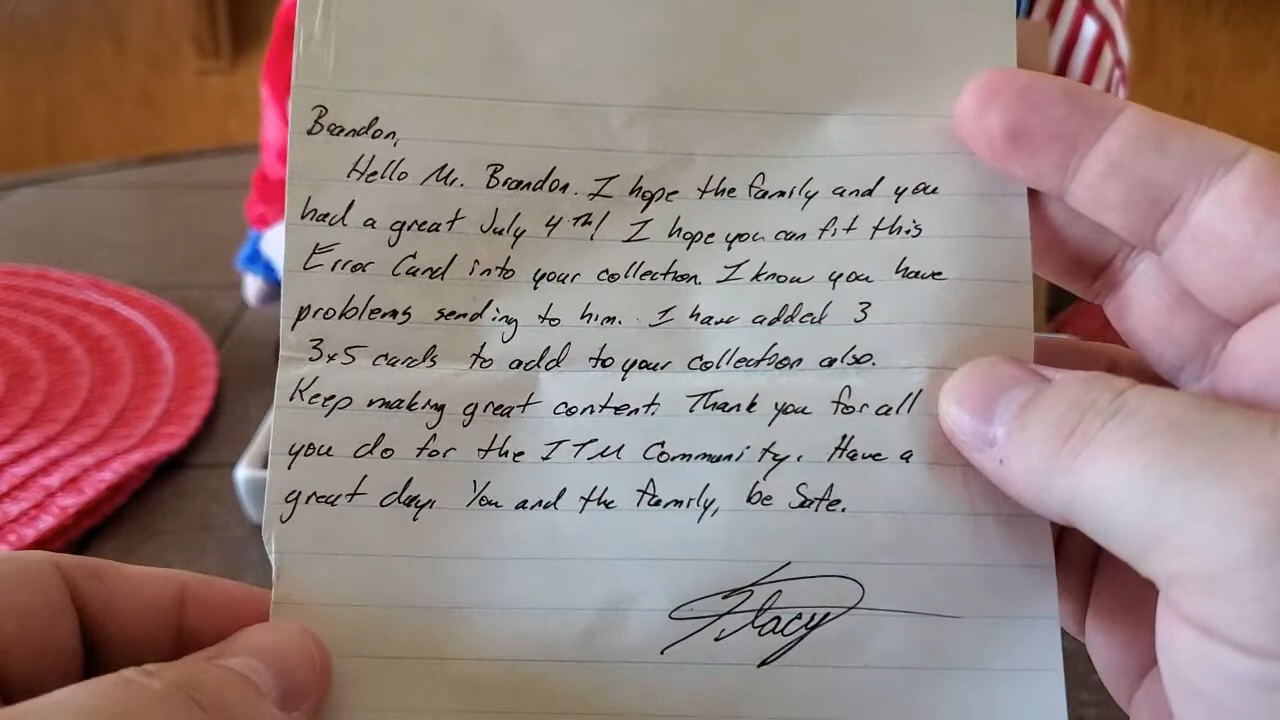 Brandon,
Hello Mr. Brandon. I hope the family and you
had a great July 4th! I hope you can fit this
Error Card into your collection. I know you have
problems sending to him. I have added 3
3x5 cards to add to your collection also.
Keep making great content. Thank you for all
you do for the ITM Community. Have a
great day. You and the family, be Safe.
Stacy